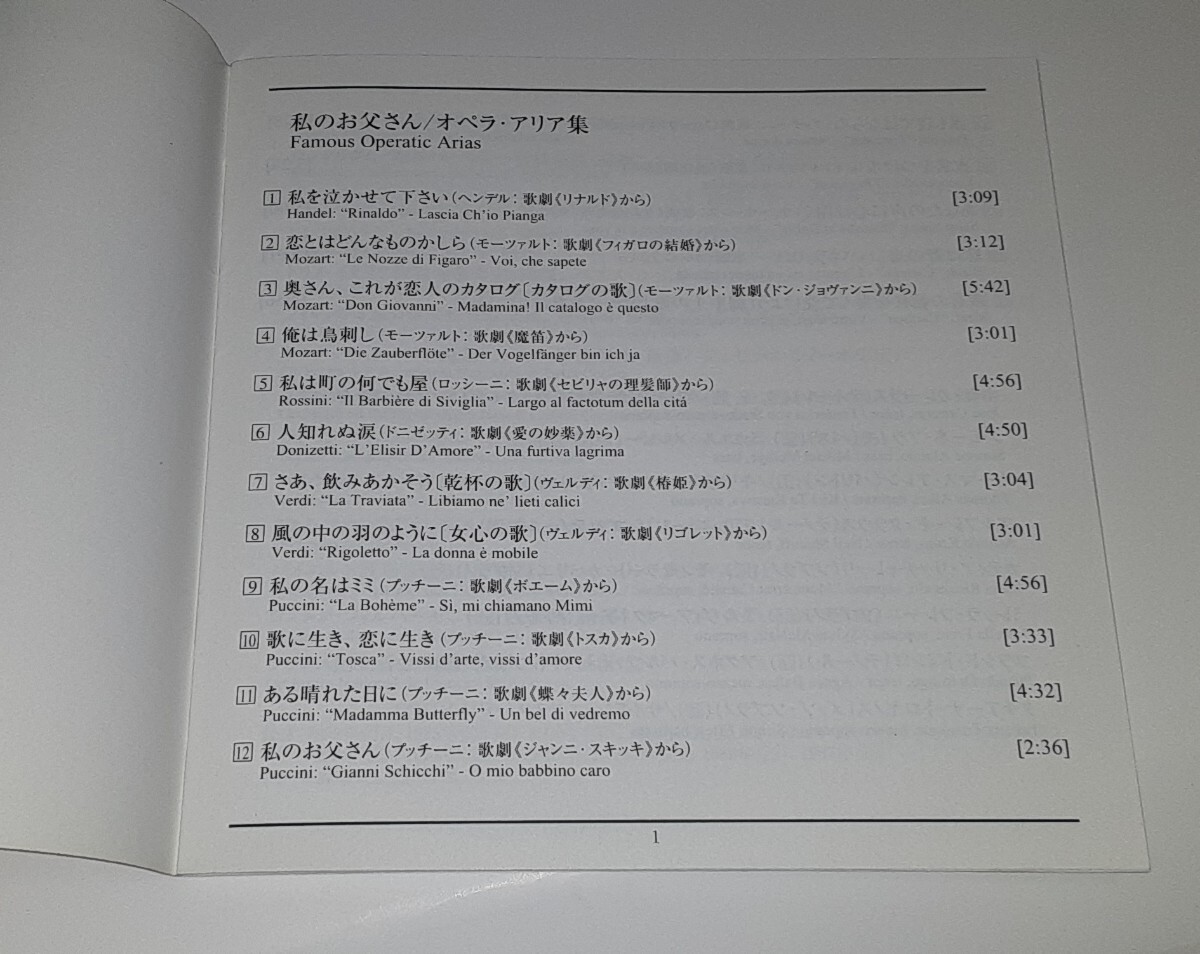 私のお父さん/オペラ・アリア集
Famous Operatic Arias
1 私を泣かせて下さい(ヘンデル: 歌劇《リナルド》から) [3:09]
Handel: “Rinaldo” - Lascia Ch’io Pianga
2 恋とはどんなものかしら(モーツァルト: 歌劇《フィガロの結婚》から) [3:12]
Mozart: “Le Nozze di Figaro” - Voi, che sapete
3 奥さん、これが恋人のカタログ〔カタログの歌〕(モーツァルト: 歌劇《ドン・ジョヴァンニ》から) [5:42]
Mozart: “Don Giovanni” - Madamina! Il catalogo è questo
4 俺は鳥刺し(モーツァルト: 歌劇《魔笛》から) [3:01]
Mozart: “Die Zauberflöte” - Der Vogelfänger bin ich ja
5 私は町の何でも屋(ロッシーニ: 歌劇《セビリャの理髪師》から) [4:56]
Rossini: “Il Barbière di Siviglia” - Largo al factotum della citá
6 人知れぬ涙(ドニゼッティ: 歌劇《愛の妙薬》から) [4:50]
Donizetti: “L’Elisir D’Amore” - Una furtiva lagrima
7 さあ、飲みあかそう〔乾杯の歌〕(ヴェルディ: 歌劇《椿姫》から) [3:04]
Verdi: “La Traviata” - Libiamo ne’ lieti calici
8 風の中の羽のように〔女心の歌〕(ヴェルディ: 歌劇《リゴレット》から) [3:01]
Verdi: “Rigoletto” - La donna è mobile
9 私の名はミミ(プッチーニ: 歌劇《ボエーム》から) [4:56]
Puccini: “La Bohème” - Sì, mi chiamano Mimì
10 歌に生き、恋に生き(プッチーニ: 歌劇《トスカ》から) [3:33]
Puccini: “Tosca” - Vissi d’arte, vissi d’amore
11 ある晴れた日に(プッチーニ: 歌劇《蝶々夫人》から) [4:32]
Puccini: “Madamma Butterfly” - Un bel di vedremo
12 私のお父さん(プッチーニ: 歌劇《ジャンニ・スキッキ》から) [2:36]
Puccini: “Gianni Schicchi” - O mio babbino caro
1